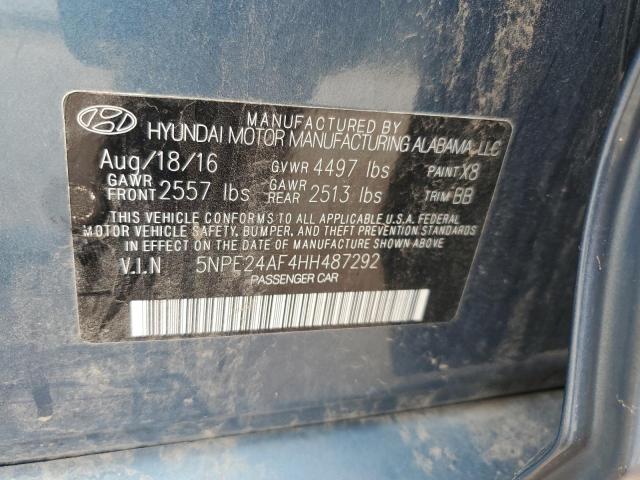 MANUFACTURED BY
HYUNDAI MOTOR MANUFACTURING ALABAMA, LLC
Aug/18/16 GVWR 4497 lbs PAINT X8
GAWR FRONT 2557 lbs GAWR REAR 2513 lbs TRIM BB
THIS VEHICLE CONFORMS TO ALL APPLICABLE U.S.A. FEDERAL
MOTOR VEHICLE SAFETY, BUMPER, AND THEFT PREVENTION STANDARDS
IN EFFECT ON THE DATE OF MANUFACTURE SHOWN ABOVE.
V.I.N 5NPE24AF4HH487292
PASSENGER CAR